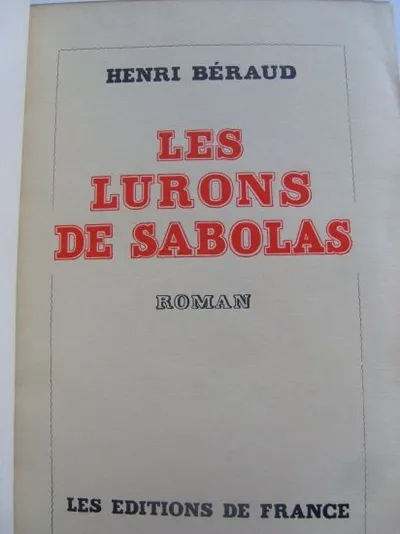 HENRI BÉRAUD
LES
LURONS
DE SABOLAS
ROMAN
LES EDITIONS DE FRANCE